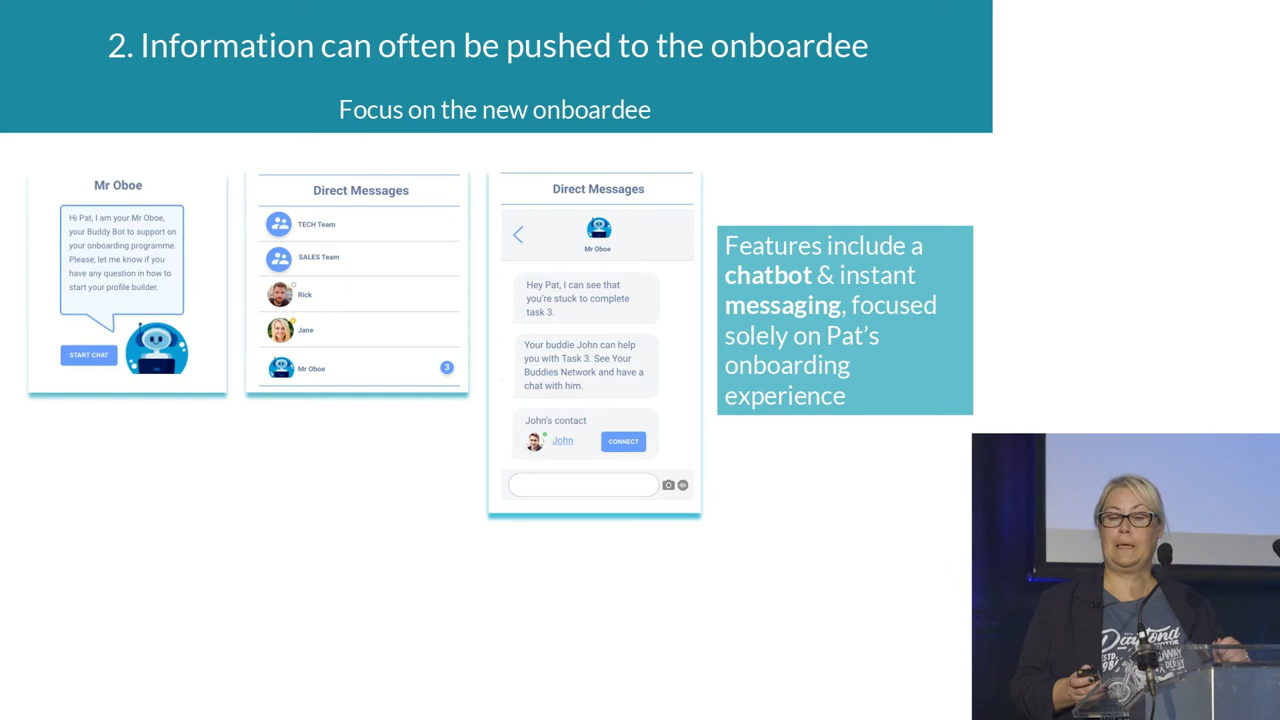 2. Information can often be pushed to the onboardee
Focus on the new onboardee
Mr Oboe
Hi Pat, I am your Mr Oboe,
your Buddy Bot to support on
your onboarding programme.
Please, let me know if you
have any question in how to
start your profile builder.
START CHAT
Direct Messages
TECH Team
SALES Team
Rick
Jane
Mr Oboe
3
Direct Messages
Mr Oboe
Hey Pat, I can see that
you're stuck to complete
task 3.
Your buddie John can help
you with Task 3. See Your
Buddies Network and have a
chat with him.
John's contact
John
CONNECT
Features include a
chatbot & instant
messaging, focused
solely on Pat's
onboarding
experience